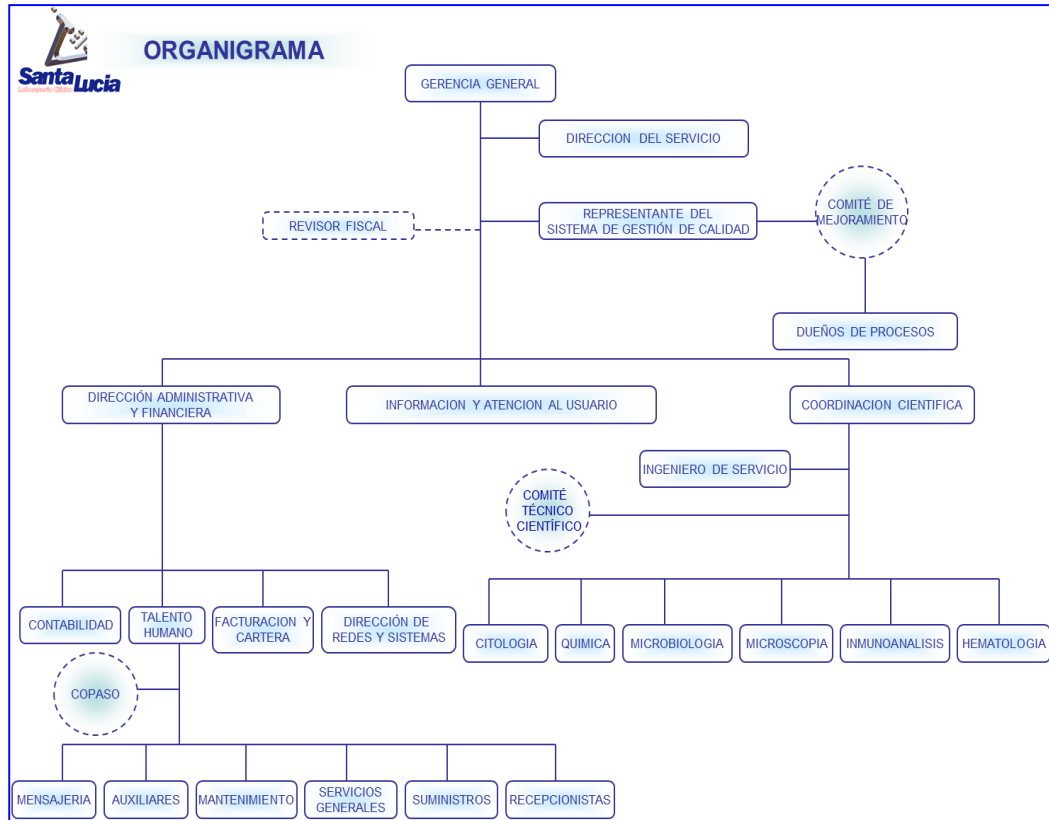 ORGANIGRAMA
Santa Lucia
Laboratorio Clínico
GERENCIA GENERAL
DIRECCION DEL SERVICIO
REPRESENTANTE DEL
SISTEMA DE GESTIÓN DE CALIDAD
COMITÉ DE
MEJORAMIENTO
REVISOR FISCAL
DUEÑOS DE PROCESOS
DIRECCIÓN ADMINISTRATIVA
Y FINANCIERA
INFORMACION Y ATENCION AL USUARIO
COORDINACION CIENTIFICA
INGENIERO DE SERVICIO
COMITÉ
TÉCNICO
CIENTÍFICO
CONTABILIDAD
TALENTO
HUMANO
FACTURACION Y
CARTERA
DIRECCIÓN DE
REDES Y SISTEMAS
CITOLOGIA
QUIMICA
MICROBIOLOGIA
MICROSCOPIA
INMUNOANALISIS
HEMATOLOGIA
COPASO
MENSAJERIA
AUXILIARES
MANTENIMIENTO
SERVICIOS
GENERALES
SUMINISTROS
RECEPCIONISTAS